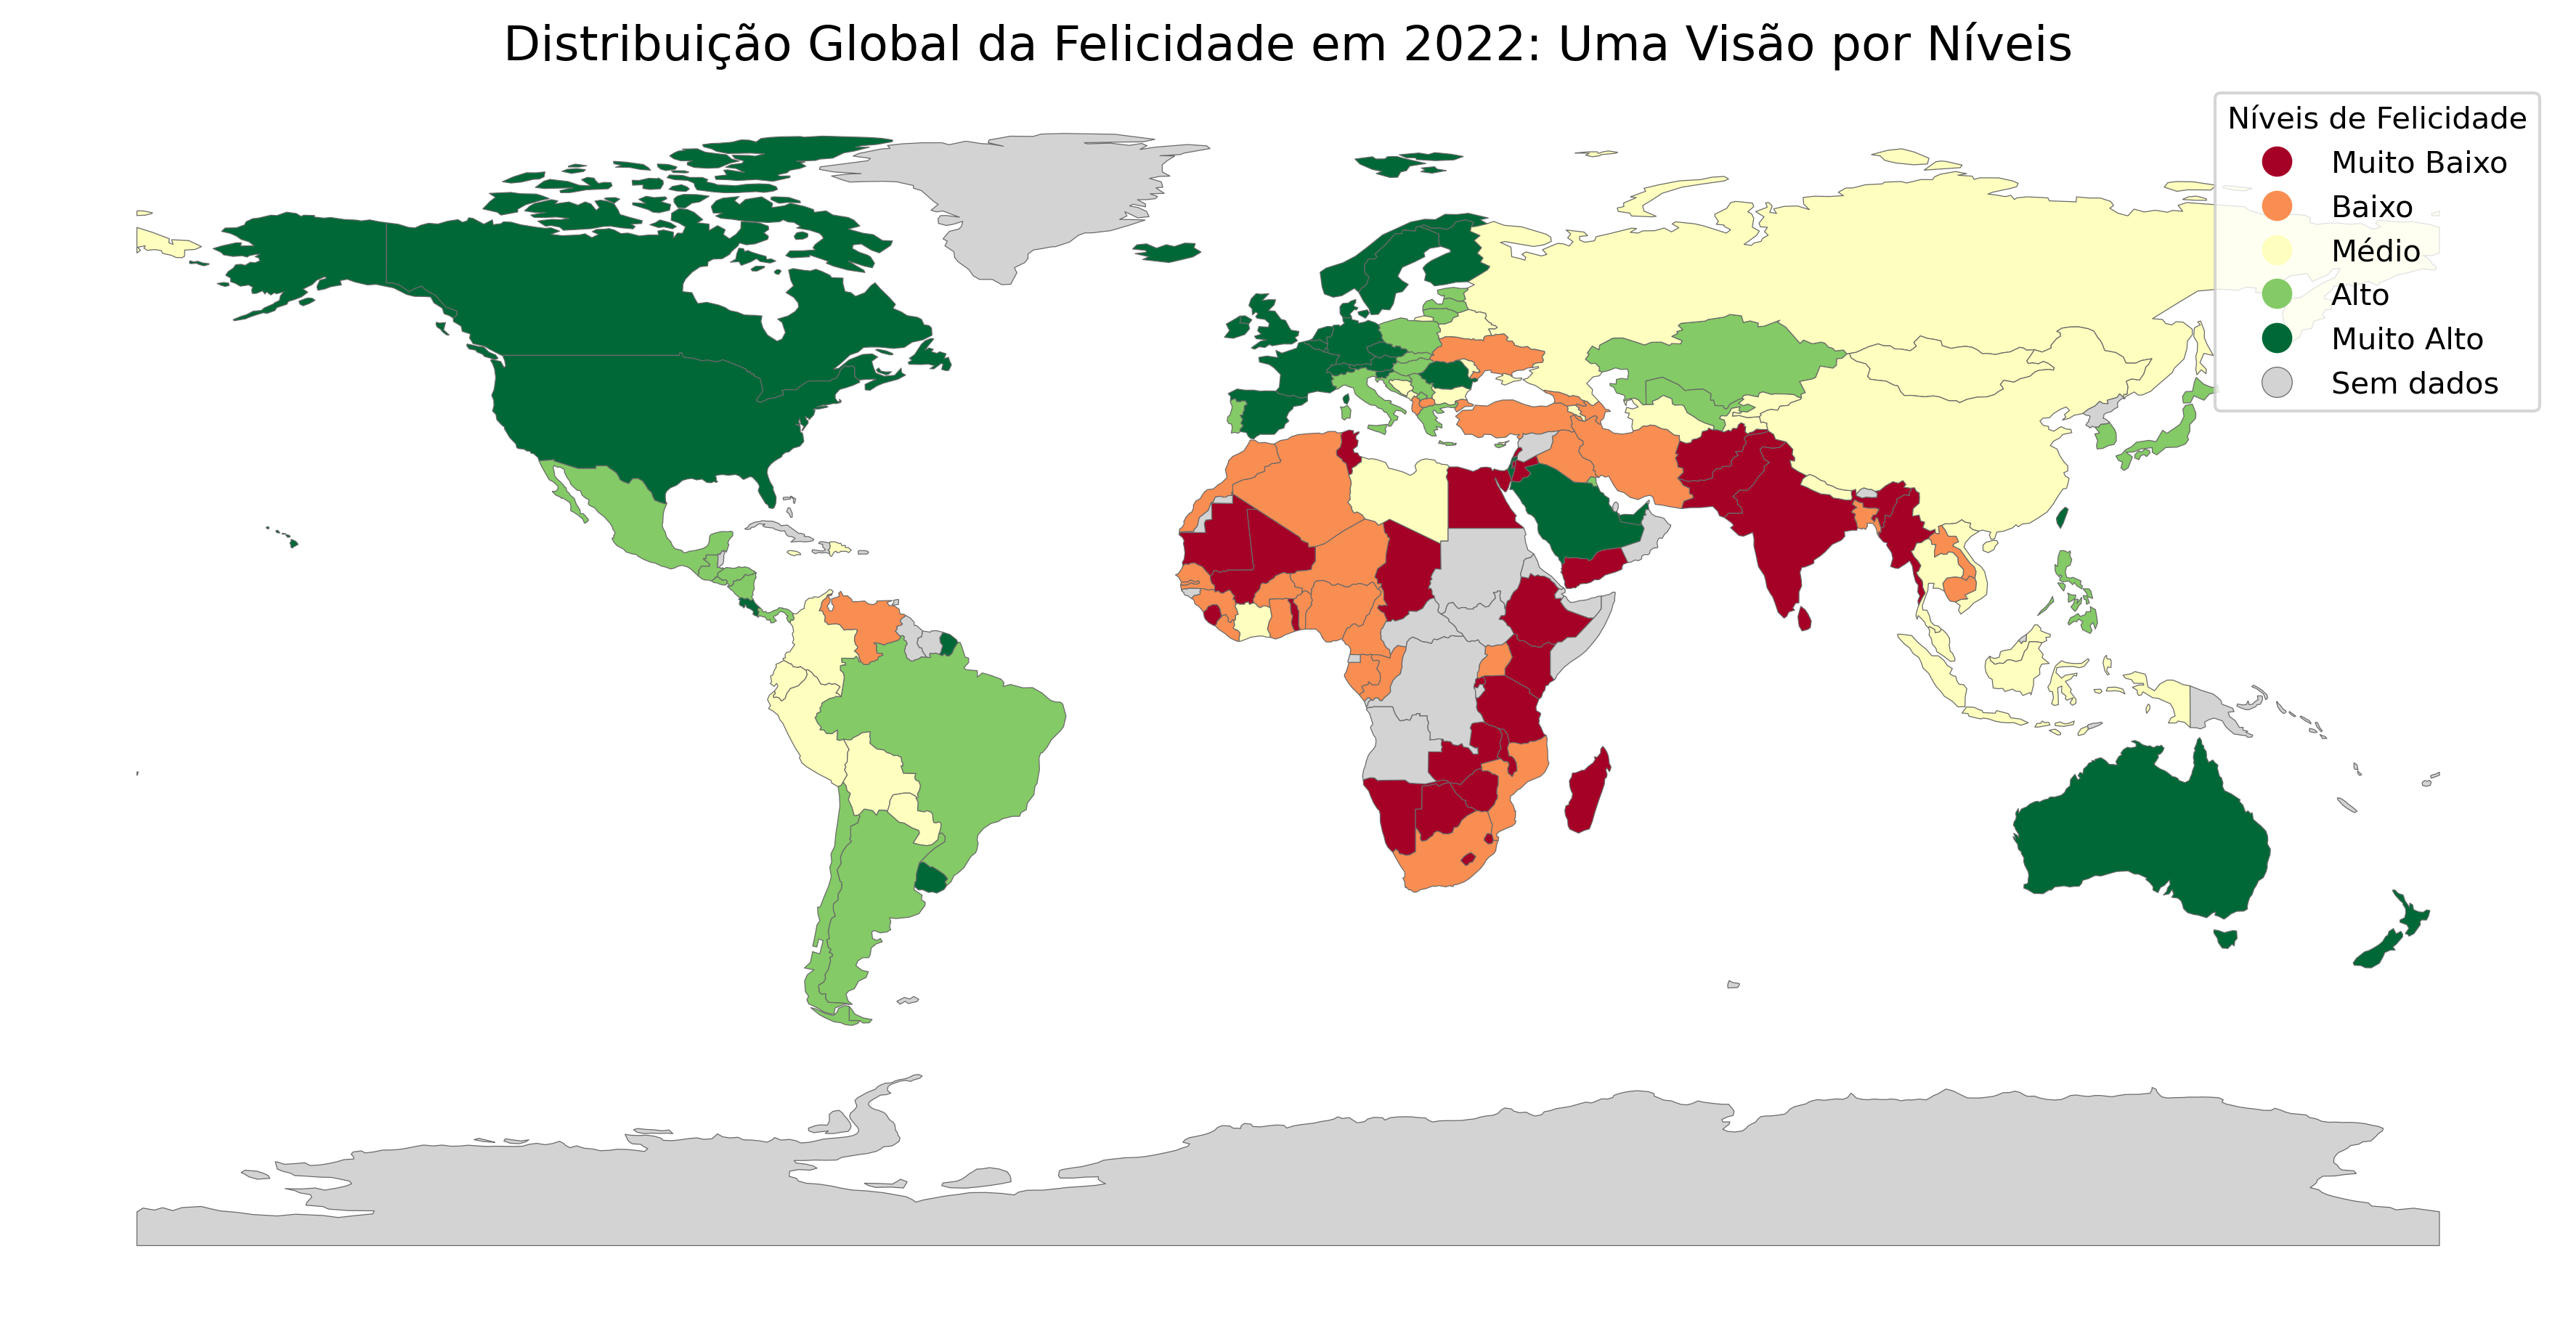 Distribuição Global da Felicidade em 2022: Uma Visão por Níveis
Níveis de Felicidade
Muito Baixo
Baixo
Médio
Alto
Muito Alto
Sem dados